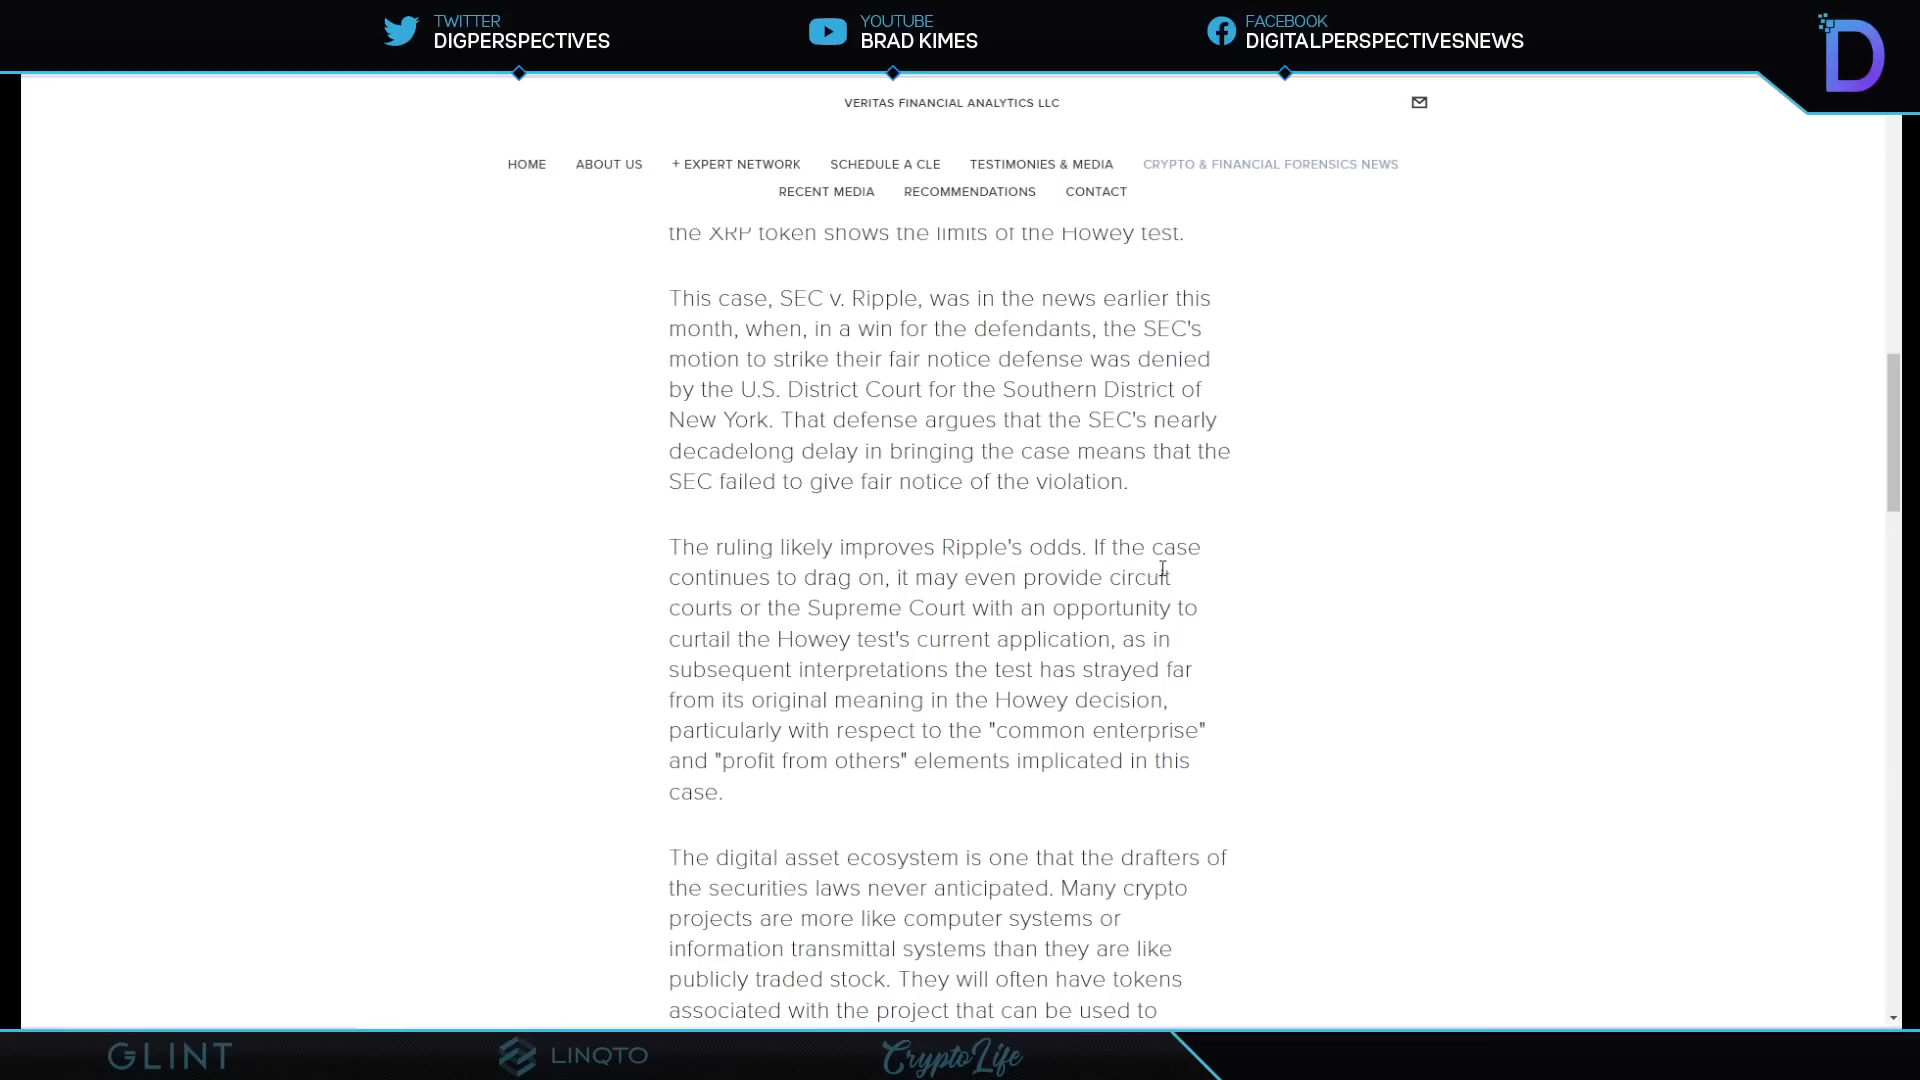 TWITTER
DIGPERSPECTIVES
YOUTUBE
BRAD KIMES
FACEBOOK
DIGITALPERSPECTIVESNEWS
D
VERITAS FINANCIAL ANALYTICS LLC
HOME ABOUT US + EXPERT NETWORK SCHEDULE A CLE TESTIMONIES & MEDIA CRYPTO & FINANCIAL FORENSICS NEWS
RECENT MEDIA RECOMMENDATIONS CONTACT
the XRP token shows the limits of the Howey test.
This case, SEC v. Ripple, was in the news earlier this
month, when, in a win for the defendants, the SEC's
motion to strike their fair notice defense was denied
by the U.S. District Court for the Southern District of
New York. That defense argues that the SEC's nearly
decadelong delay in bringing the case means that the
SEC failed to give fair notice of the violation.
The ruling likely improves Ripple's odds. If the case
continues to drag on, it may even provide circuit
courts or the Supreme Court with an opportunity to
curtail the Howey test's current application, as in
subsequent interpretations the test has strayed far
from its original meaning in the Howey decision,
particularly with respect to the "common enterprise"
and "profit from others" elements implicated in this
case.
The digital asset ecosystem is one that the drafters of
the securities laws never anticipated. Many crypto
projects are more like computer systems or
information transmittal systems than they are like
publicly traded stock. They will often have tokens
associated with the project that can be used to
GLINT
LINQTO
CryptoLife